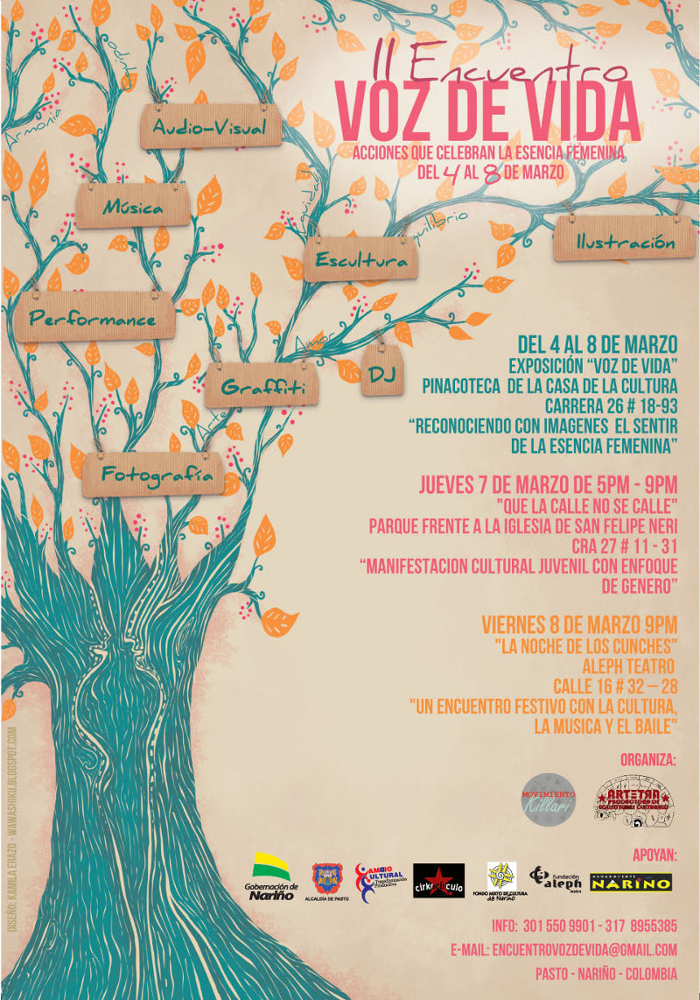 II Encuentro
VOZ DE VIDA
ACCIONES QUE CELEBRAN LA ESENCIA FEMENINA
DEL 4 AL 8 DE MARZO
Armonia
Audio-Visual
Música
Equidad
Equilibrio
Escultura
Ilustración
Performance
Amor
Graffiti
DJ
Arte
Fotografía
DEL 4 AL 8 DE MARZO
EXPOSICIÓN “VOZ DE VIDA”
PINACOTECA DE LA CASA DE LA CULTURA
CARRERA 26 # 18-93
“RECONOCIENDO CON IMAGENES EL SENTIR
DE LA ESENCIA FEMENINA”
JUEVES 7 DE MARZO DE 5PM - 9PM
"QUE LA CALLE NO SE CALLE"
PARQUE FRENTE A LA IGLESIA DE SAN FELIPE NERI
CRA 27 # 11 - 31
“MANIFESTACION CULTURAL JUVENIL CON ENFOQUE
DE GENERO”
VIERNES 8 DE MARZO 9PM
"LA NOCHE DE LOS CUNCHES"
ALEPH TEATRO
CALLE 16 # 32 – 28
"UN ENCUENTRO FESTIVO CON LA CULTURA,
LA MUSICA Y EL BAILE"
ORGANIZA:
MOVIMIENTO
Killari
ARTETRA
APOYAN:
Gobernación de
Nariño
ALCALDÍA DE PASTO
CAMBIO
CULTURAL
Transformación
Productiva
cirkocirculo
FONDO MIXTO DE CULTURA
de Nariño
fundación
aleph
teatro
AGUARDIENTE
NARIÑO
INFO: 301 550 9901 - 317 8955385
E-MAIL: ENCUENTROVOZDEVIDA@GMAIL.COM
PASTO - NARIÑO - COLOMBIA
DISEÑO: KAMILA ERAZO - WAWASHIKU.BLOGSPOT.COM